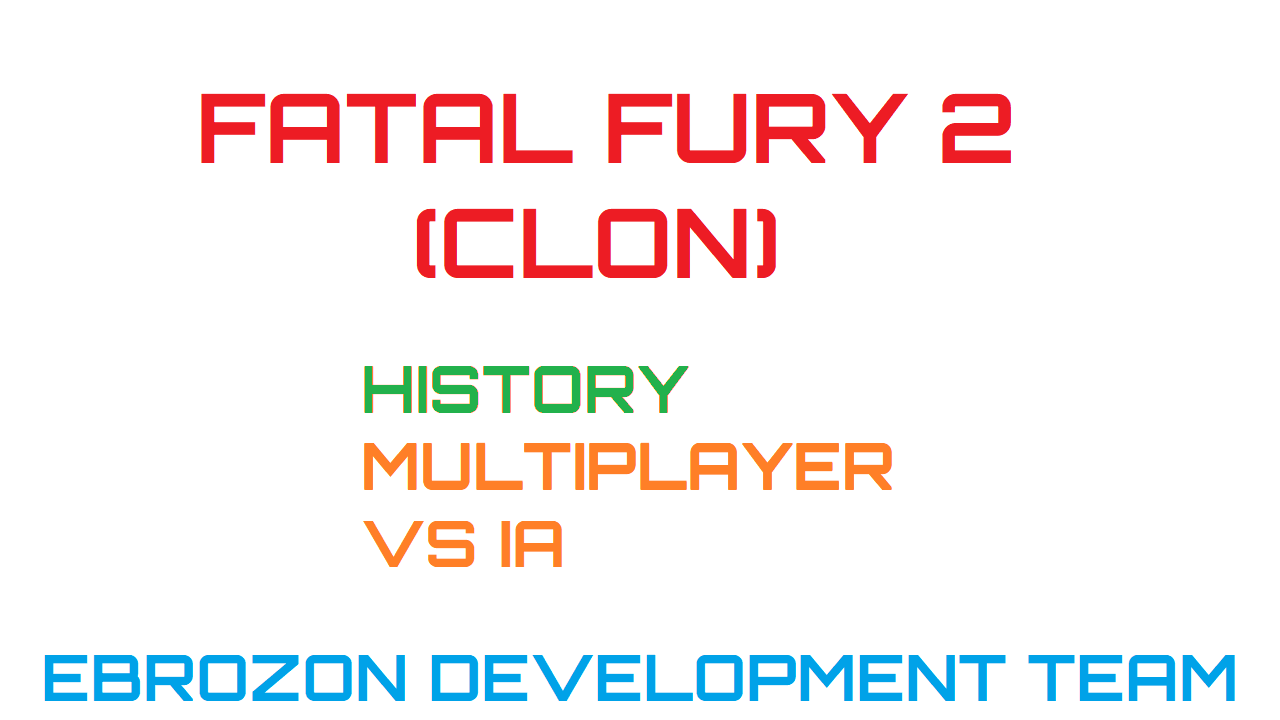 FATAL FURY 2
(CLON)
HISTORY
MULTIPLAYER
VS IA
EBROZON DEVELOPMENT TEAM